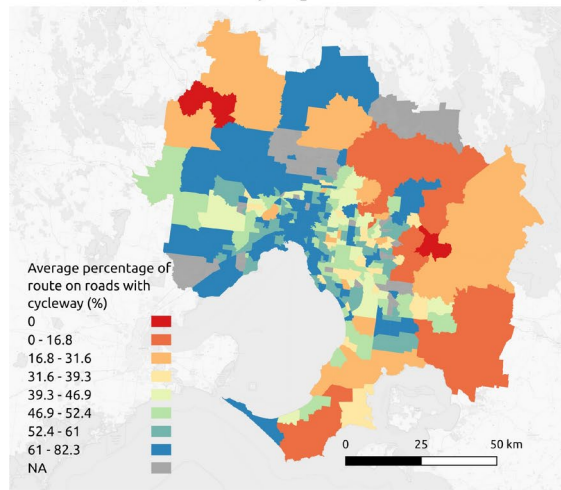 Average percentage of
route on roads with
cycleway (%)
0
0 - 16.8
16.8 - 31.6
31.6 - 39.3
39.3 - 46.9
46.9 - 52.4
52.4 - 61
61 - 82.3
NA
0 25 50 km